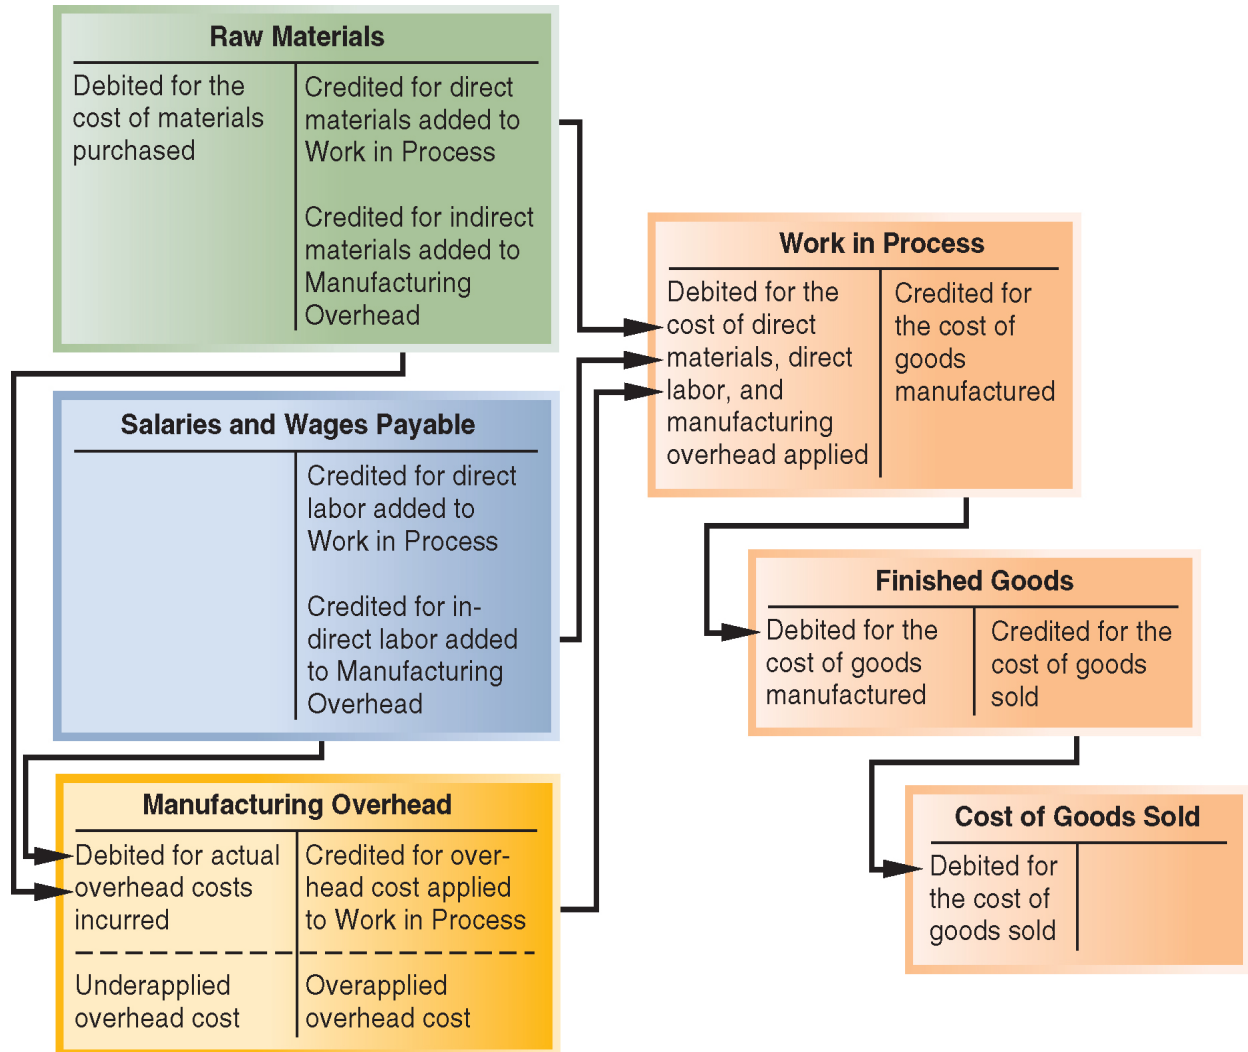 Raw Materials
Debited for the
cost of materials
purchased
Credited for direct
materials added to
Work in Process
Credited for indirect
materials added to
Manufacturing
Overhead
Salaries and Wages Payable
Credited for direct
labor added to
Work in Process
Credited for in-
direct labor added
to Manufacturing
Overhead
Manufacturing Overhead
Debited for actual
overhead costs
incurred
Credited for over-
head cost applied
to Work in Process
Underapplied
overhead cost
Overapplied
overhead cost
Work in Process
Debited for the
cost of direct
materials, direct
labor, and
manufacturing
overhead applied
Credited for
the cost of
goods
manufactured
Finished Goods
Debited for the
cost of goods
manufactured
Credited for the
cost of goods
sold
Cost of Goods Sold
Debited for
the cost of
goods sold